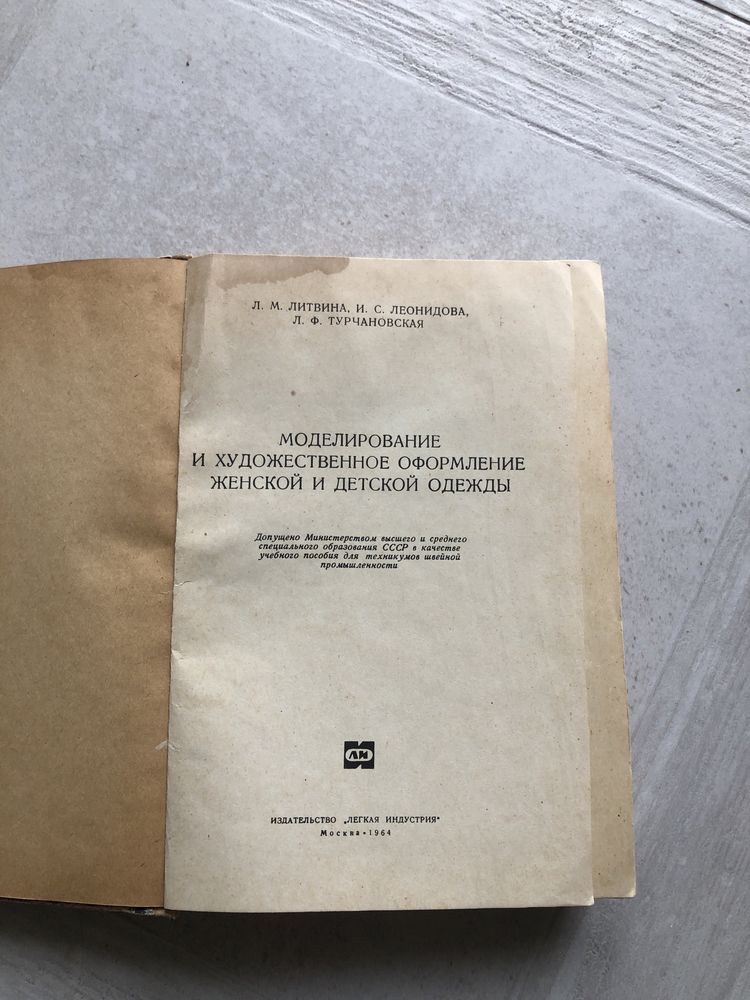 Л. М. ЛИТВИНА, И. С. ЛЕОНИДОВА,
Л. Ф. ТУРЧАНОВСКАЯ
МОДЕЛИРОВАНИЕ
И ХУДОЖЕСТВЕННОЕ ОФОРМЛЕНИЕ
ЖЕНСКОЙ И ДЕТСКОЙ ОДЕЖДЫ
Допущено Министерством высшего и среднего
специального образования СССР в качестве
учебного пособия для техникумов швейной
промышленности
ЛИ
ИЗДАТЕЛЬСТВО „ЛЕГКАЯ ИНДУСТРИЯ"
Москва • 1964